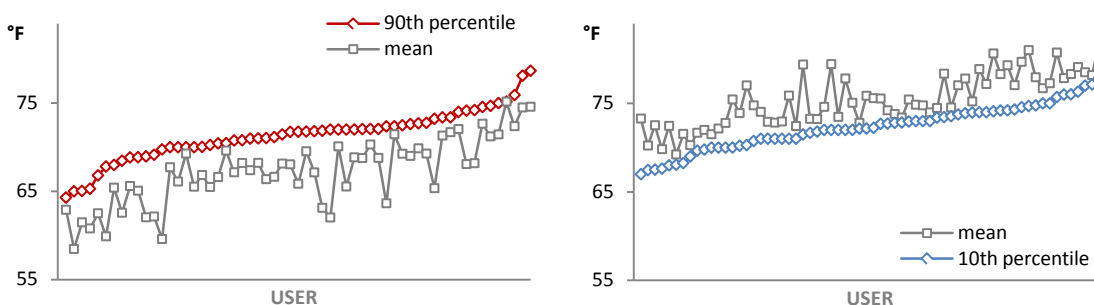 °F
90th percentile
mean
75
65
55
USER
°F
75
65
55
mean
10th percentile
USER